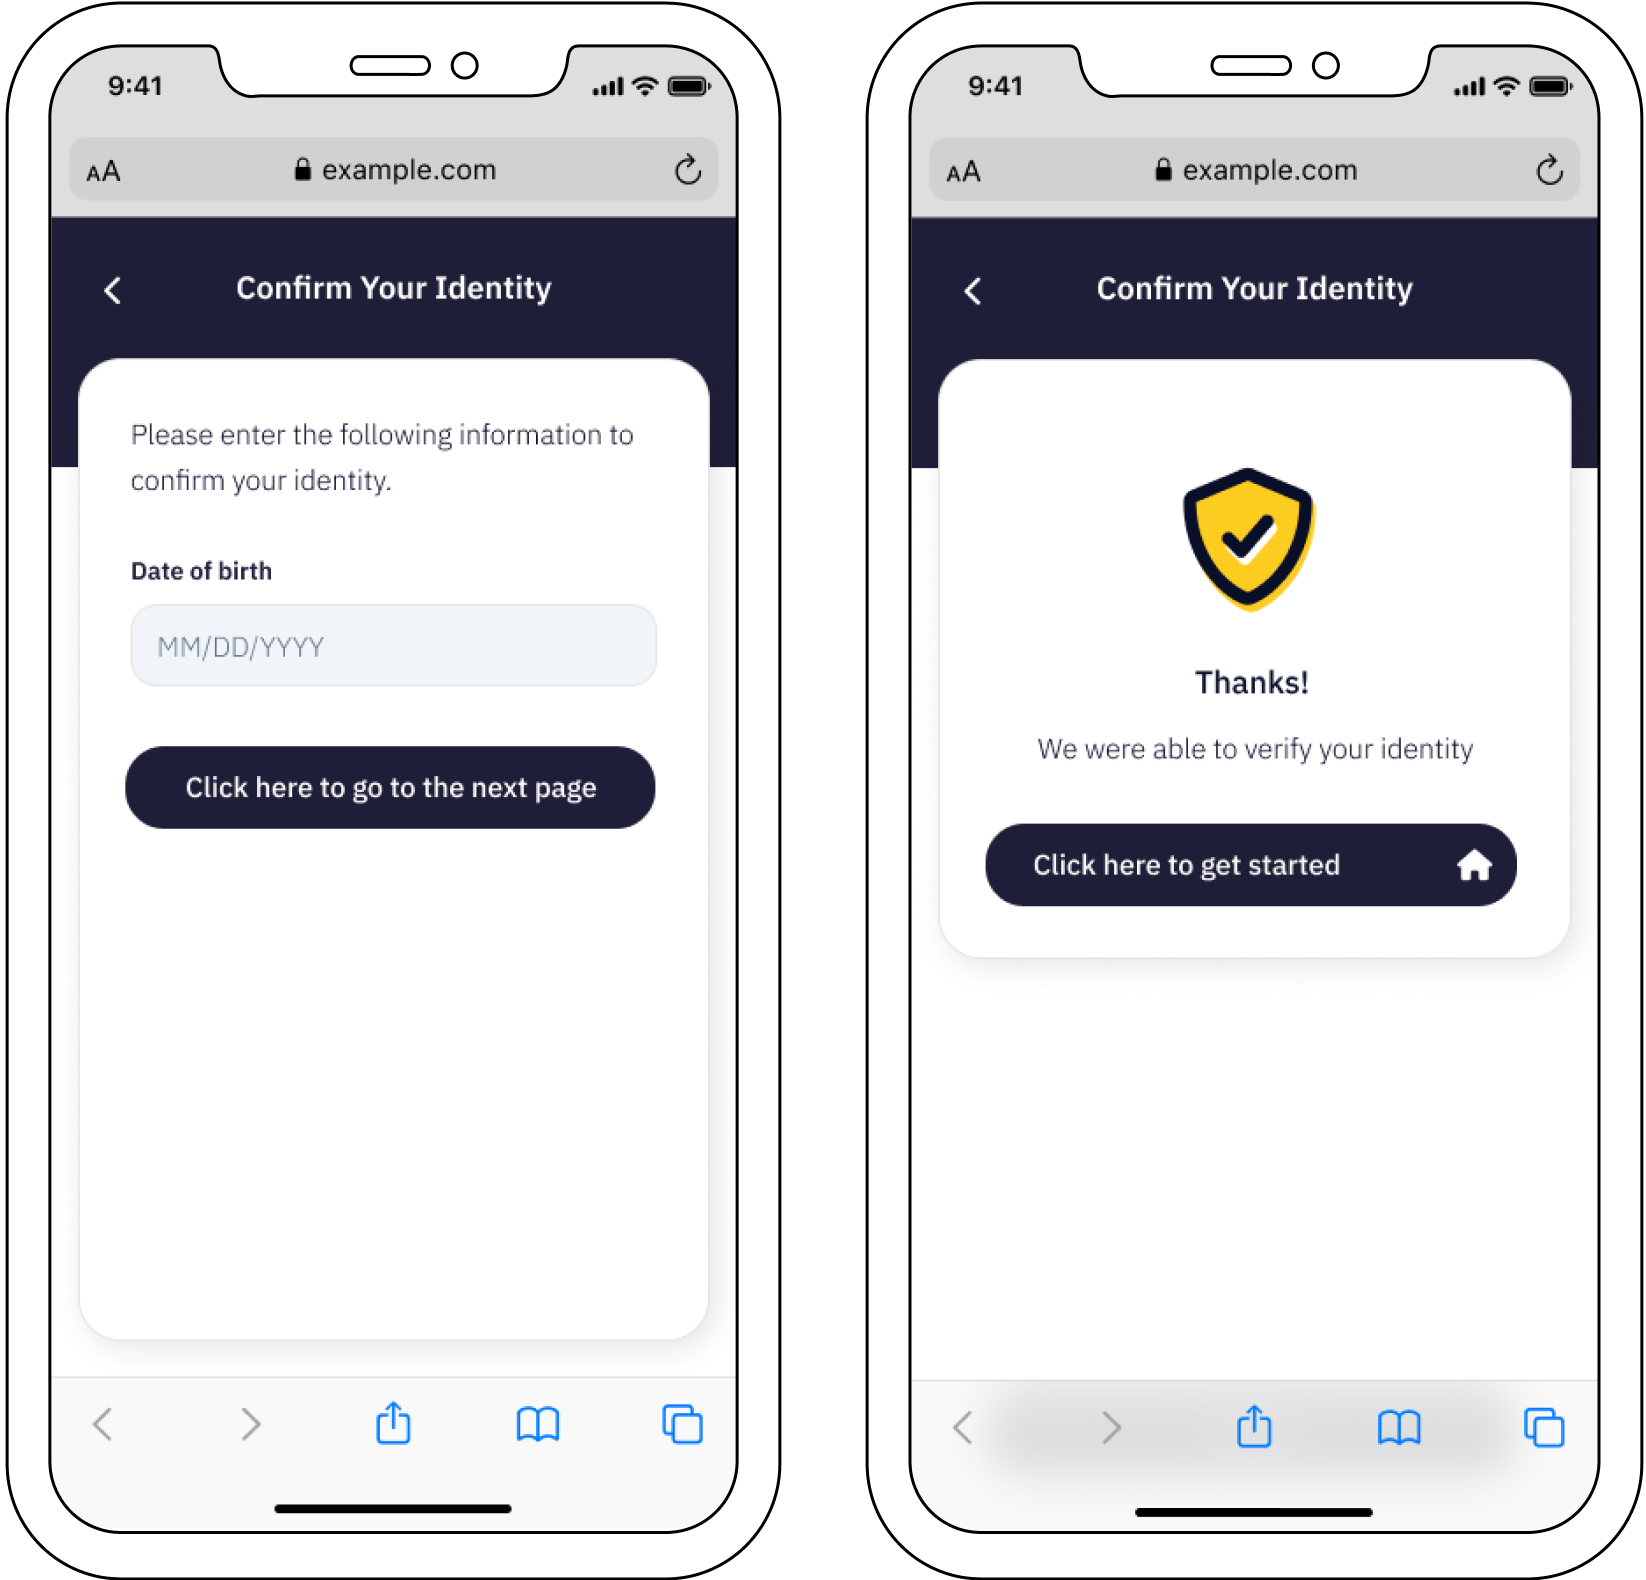 9:41
AA
example.com
Confirm Your Identity
Please enter the following information to
confirm your identity.
Date of birth
MM/DD/YYYY
Click here to go to the next page
9:41
AA
example.com
Confirm Your Identity
Thanks!
We were able to verify your identity
Click here to get started